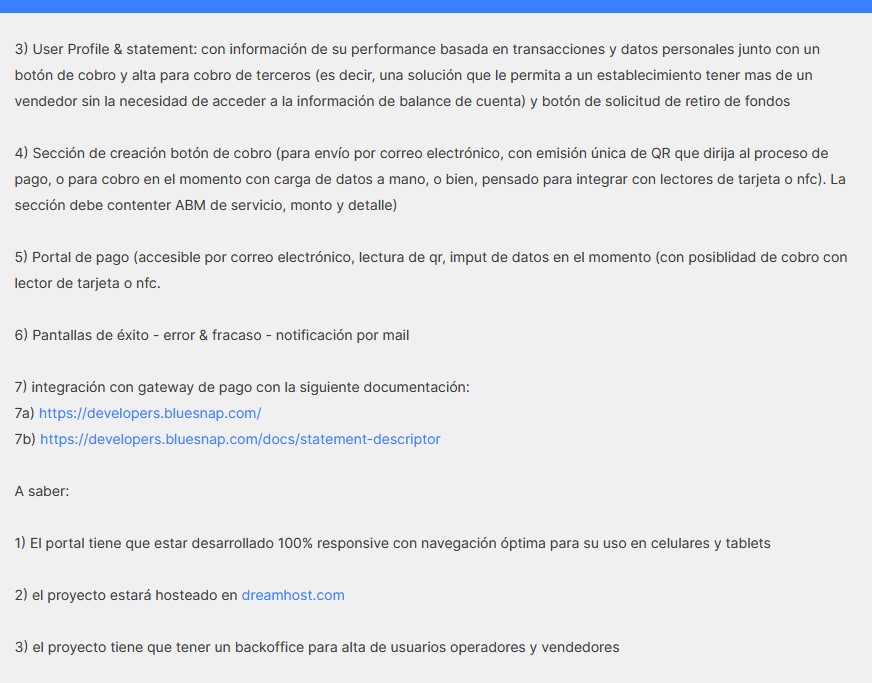 3) User Profile & statement: con información de su performance basada en transacciones y datos personales junto con un
botón de cobro y alta para cobro de terceros (es decir, una solución que le permita a un establecimiento tener mas de un
vendedor sin la necesidad de acceder a la información de balance de cuenta) y botón de solicitud de retiro de fondos
4) Sección de creación botón de cobro (para envío por correo electrónico, con emisión única de QR que dirija al proceso de
pago, o para cobro en el momento con carga de datos a mano, o bien, pensado para integrar con lectores de tarjeta o nfc). La
sección debe contenter ABM de servicio, monto y detalle)
5) Portal de pago (accesible por correo electrónico, lectura de qr, imput de datos en el momento (con posiblidad de cobro con
lector de tarjeta o nfc.
6) Pantallas de éxito - error & fracaso - notificación por mail
7) integración con gateway de pago con la siguiente documentación:
7a) https://developers.bluesnap.com/
7b) https://developers.bluesnap.com/docs/statement-descriptor
A saber:
1) El portal tiene que estar desarrollado 100% responsive con navegación óptima para su uso en celulares y tablets
2) el proyecto estará hosteado en dreamhost.com
3) el proyecto tiene que tener un backoffice para alta de usuarios operadores y vendedores